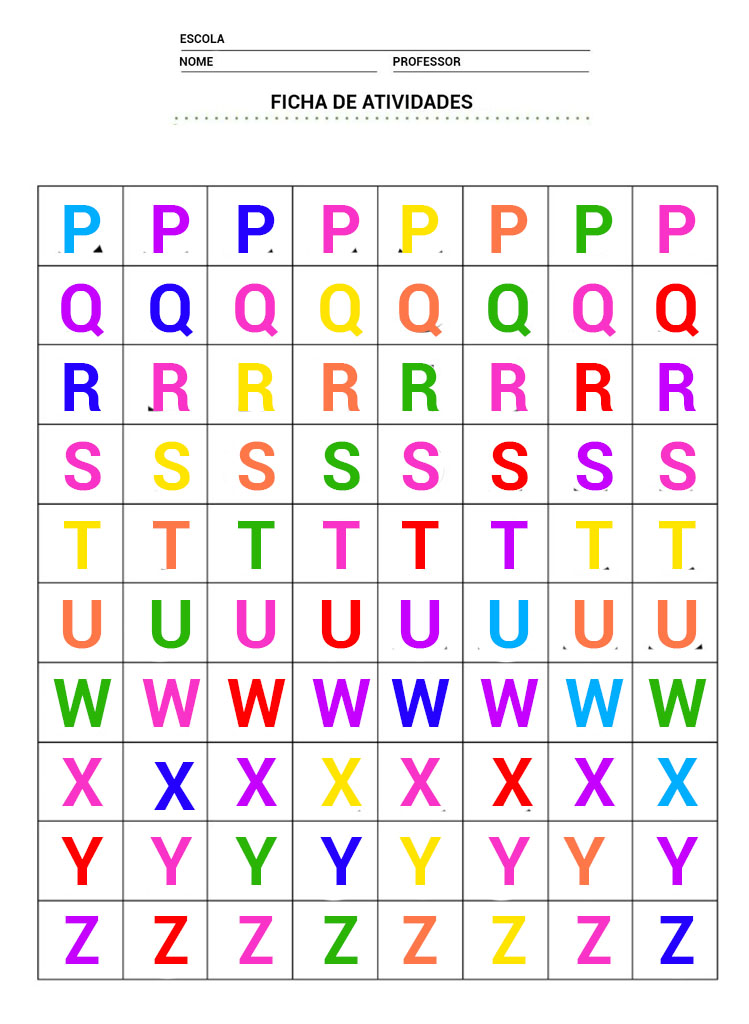 ESCOLA
NOME PROFESSOR
FICHA DE ATIVIDADES
P P P P P P P P
Q Q Q Q Q Q Q Q
R R R R R R R R
S S S S S S S S
T T T T T T T T
U U U U U U U U
W W W W W W W W
X X X X X X X X
Y Y Y Y Y Y Y Y
Z Z Z Z Z Z Z Z